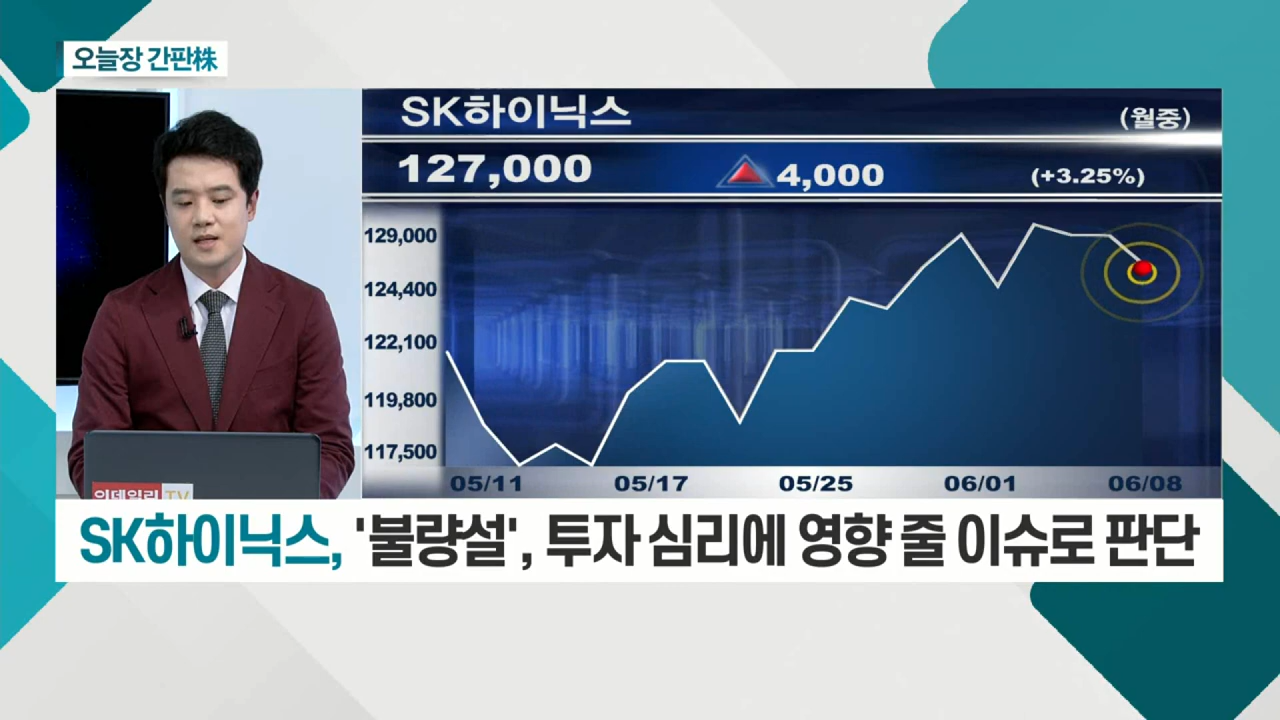 오늘장 간판株
SK하이닉스
(월중)
127,000
4,000
(+3.25%)
129,000
124,400
122,100
119,800
117,500
05/11
05/17
05/25
06/01
06/08
이데일리 TV
SK하이닉스, '불량설', 투자 심리에 영향 줄 이슈로 판단